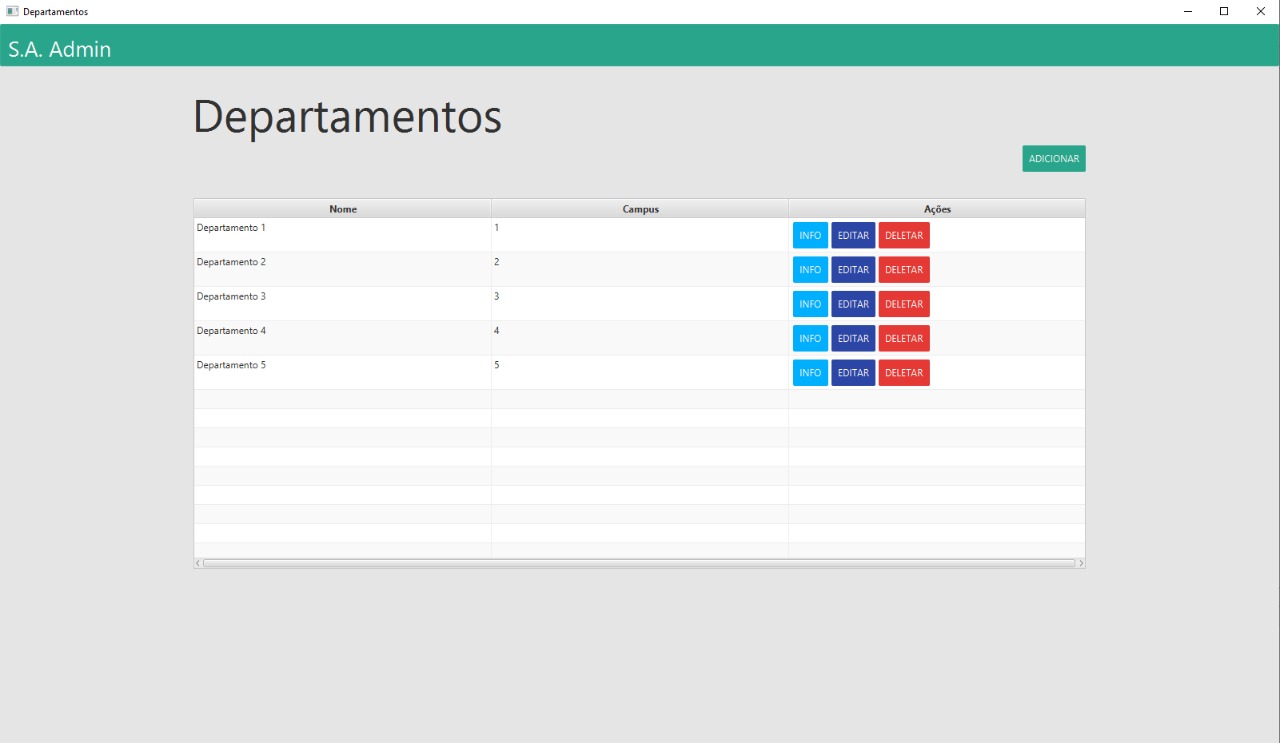 Departamentos
S.A. Admin
Departamentos
ADICIONAR
Nome Campus Ações
Departamento 1 1 INFO EDITAR DELETAR
Departamento 2 2 INFO EDITAR DELETAR
Departamento 3 3 INFO EDITAR DELETAR
Departamento 4 4 INFO EDITAR DELETAR
Departamento 5 5 INFO EDITAR DELETAR